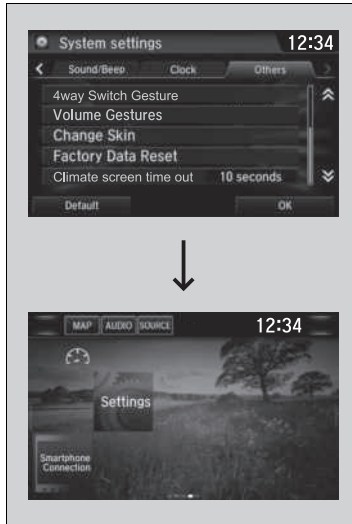 System settings 12:34
Sound/Beep Clock Others
4way Switch Gesture
Volume Gestures
Change Skin
Factory Data Reset
Climate screen time out 10 seconds
Default OK
MAP AUDIO SOURCE 12:34
Settings
Smartphone
Connection